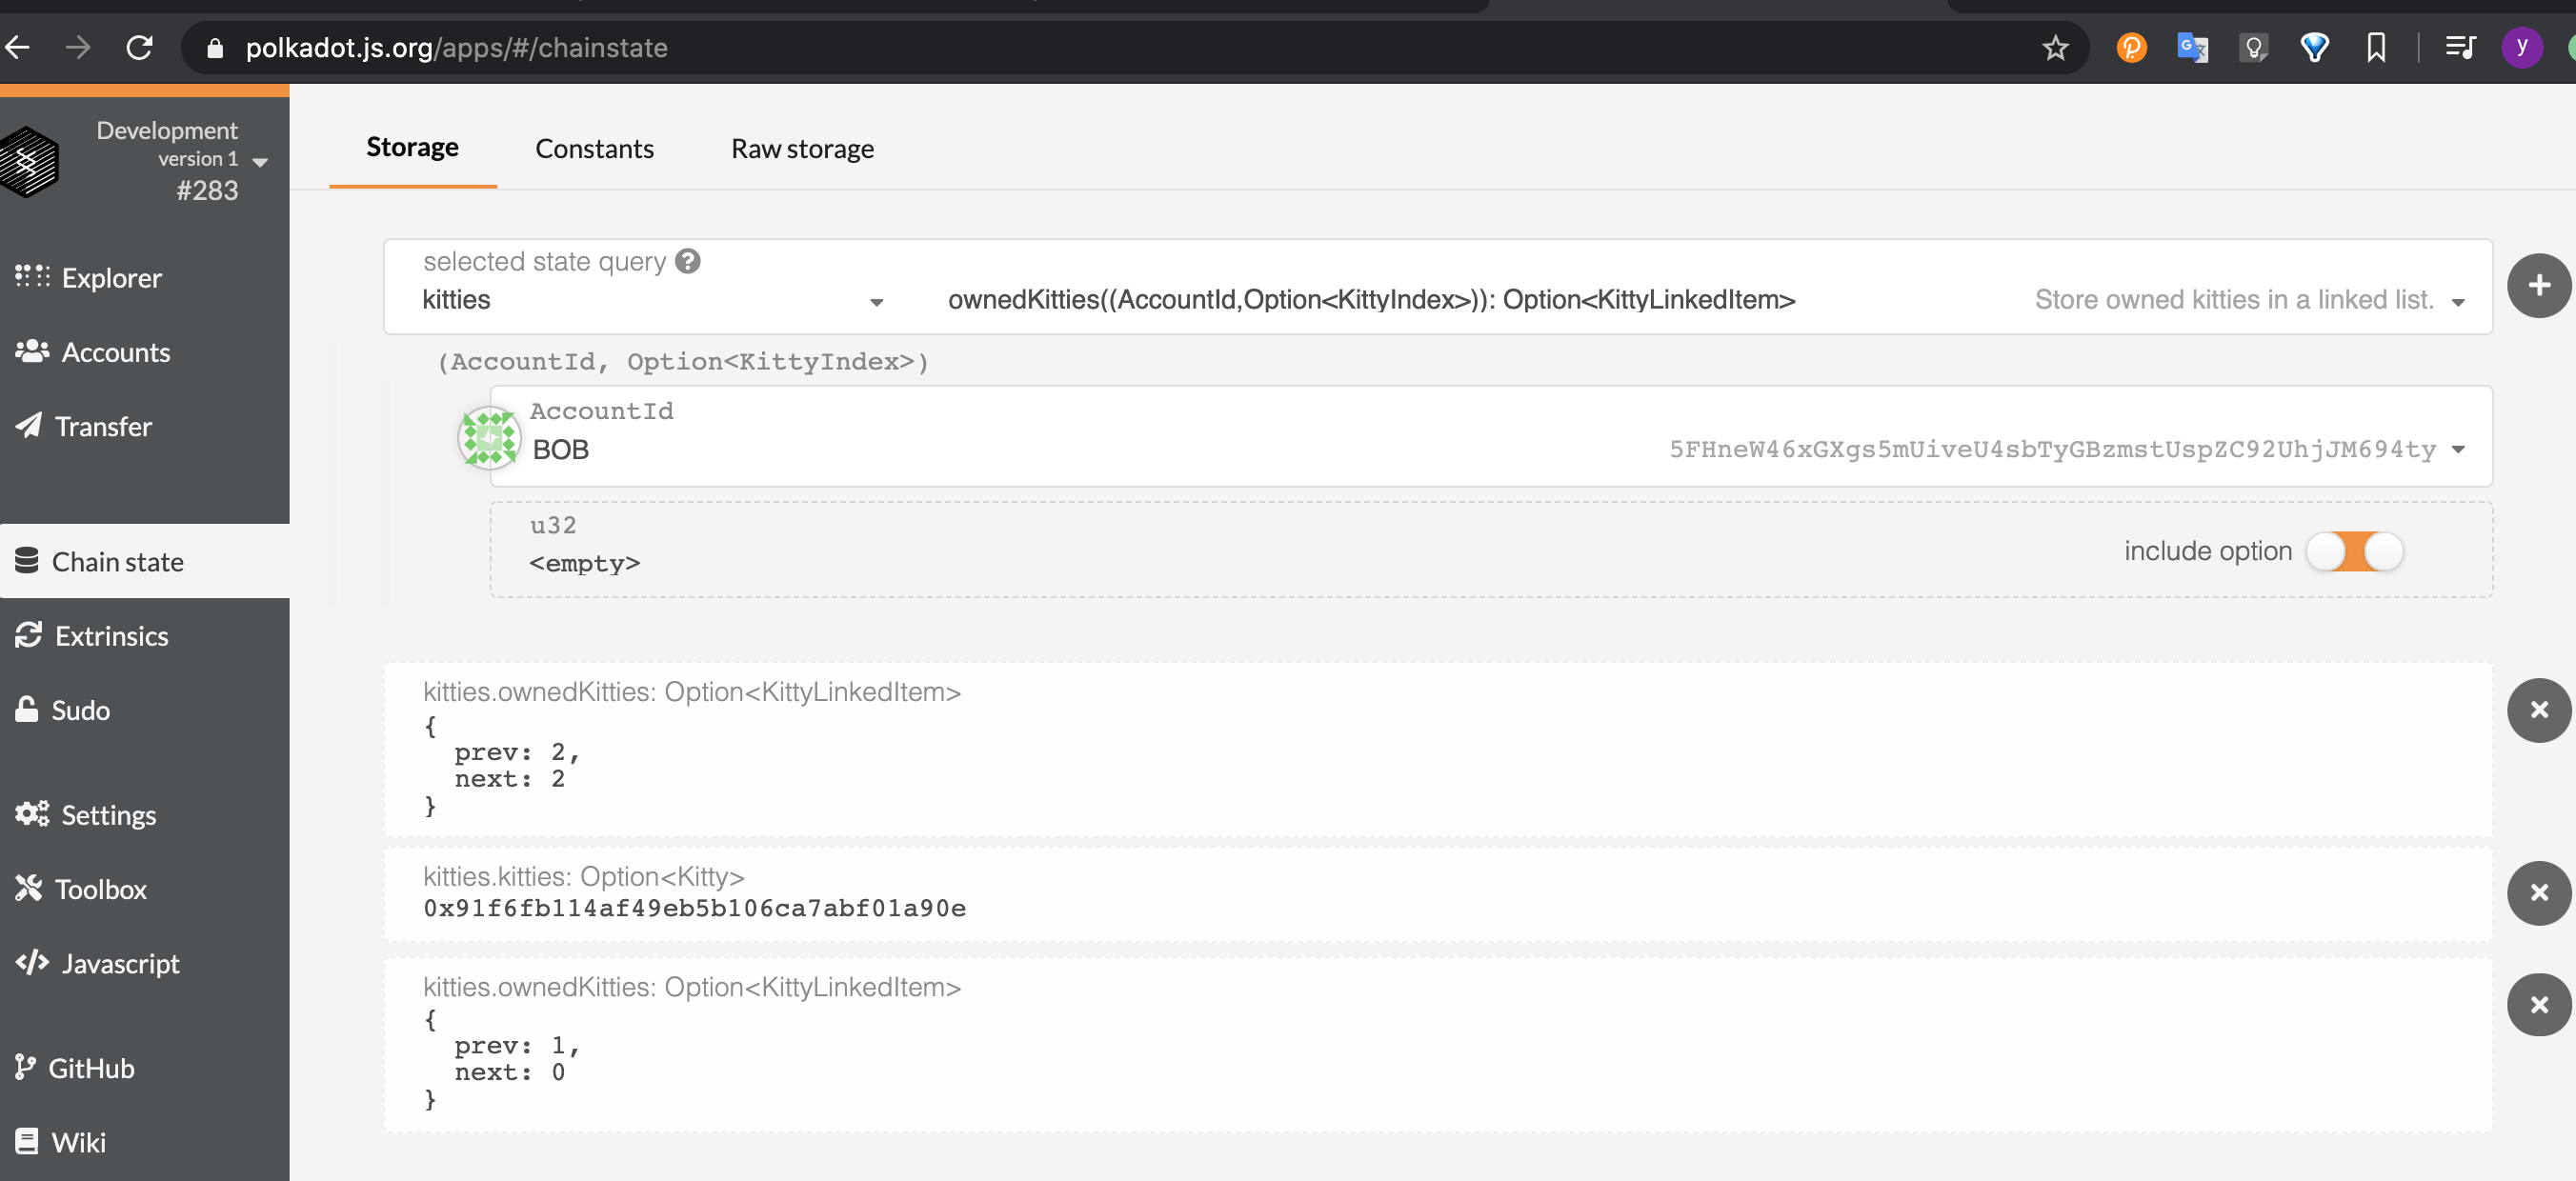 polkadot.js.org/apps/#/chainstate
y
Development
version 1
#283
Explorer
Accounts
Transfer
Chain state
Extrinsics
Sudo
Settings
Toolbox
Javascript
GitHub
Wiki
Storage
Constants
Raw storage
selected state query
kitties
ownedKitties((AccountId,Option<KittyIndex>)): Option<KittyLinkedItem>
Store owned kitties in a linked list.
(AccountId, Option<KittyIndex>)
AccountId
BOB
5FHneW46xGXgs5mUiveU4sbTyGBzmstUspZC92UhjJM694ty
u32
<empty>
include option
kitties.ownedKitties: Option<KittyLinkedItem>
{
prev: 2,
next: 2
}
kitties.kitties: Option<Kitty>
0x91f6fb114af49eb5b106ca7abf01a90e
kitties.ownedKitties: Option<KittyLinkedItem>
{
prev: 1,
next: 0
}